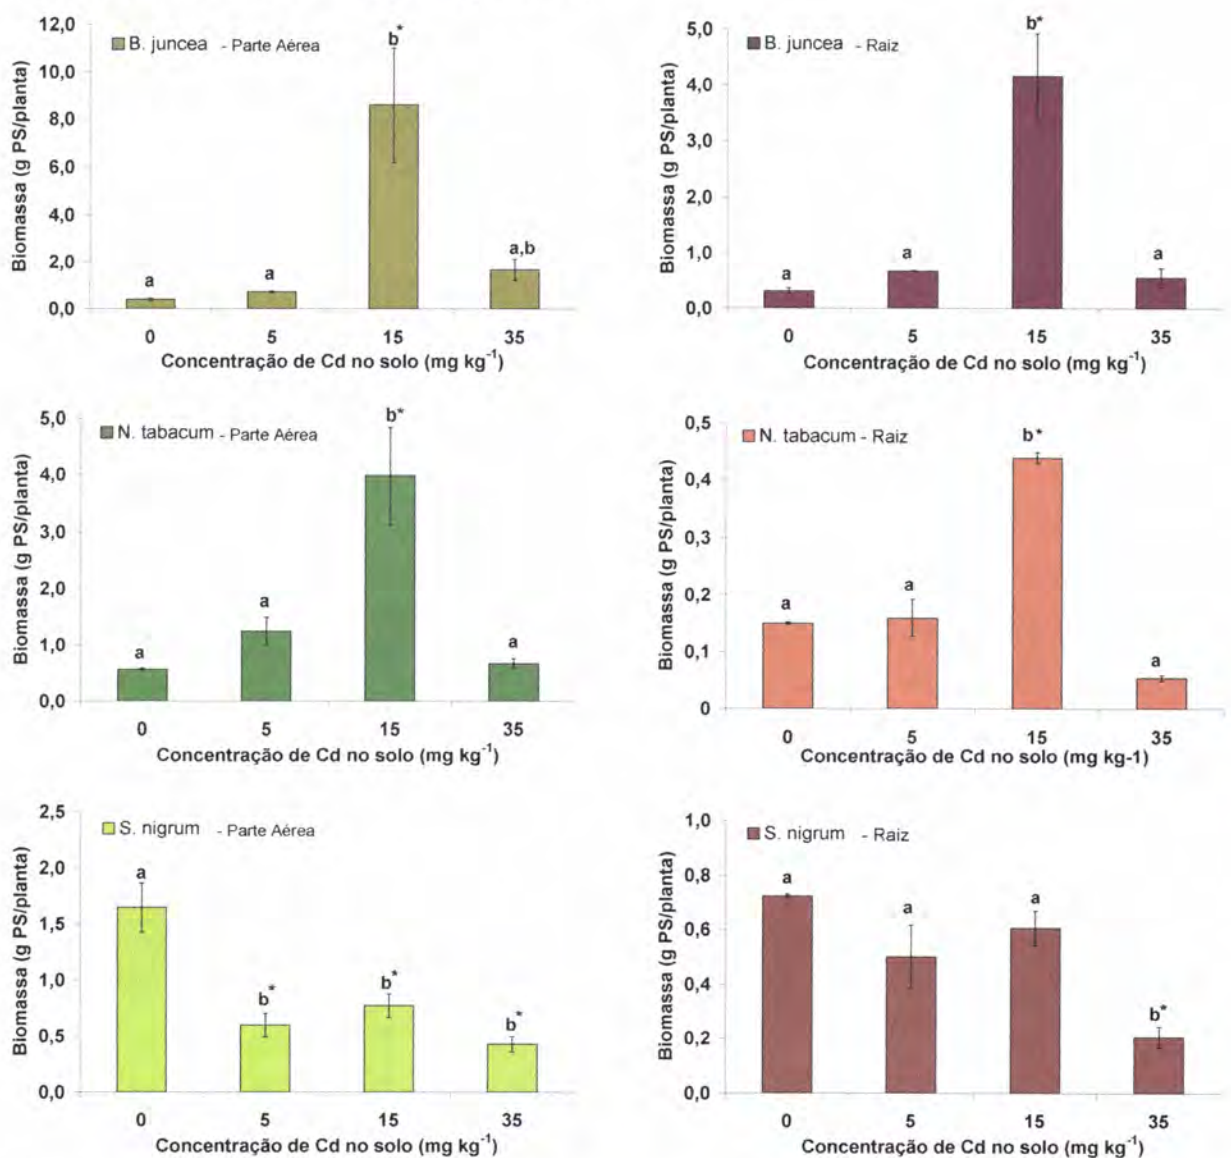 B. juncea - Parte Aérea
Biomassa (g PS/planta)
12,0
10,0
8,0
6,0
4,0
2,0
0,0
a
a
b*
a,b
0 5 15 35
Concentração de Cd no solo (mg kg⁻¹)
B. juncea - Raiz
Biomassa (g PS/planta)
5,0
4,0
3,0
2,0
1,0
0,0
a
a
b*
a
0 5 15 35
Concentração de Cd no solo (mg kg⁻¹)
N. tabacum - Parte Aérea
Biomassa (g PS/planta)
5,0
4,0
3,0
2,0
1,0
0,0
a
a
b*
a
0 5 15 35
Concentração de Cd no solo (mg kg⁻¹)
N. tabacum - Raiz
Biomassa (g PS/planta)
0,5
0,4
0,3
0,2
0,1
0
a
a
b*
a
0 5 15 35
Concentração de Cd no solo (mg kg-1)
S. nigrum - Parte Aérea
Biomassa (g PS/planta)
2,5
2,0
1,5
1,0
0,5
0,0
a
b*
b*
b*
0 5 15 35
Concentração de Cd no solo (mg kg⁻¹)
S. nigrum - Raiz
Biomassa (g PS/planta)
1,0
0,8
0,6
0,4
0,2
0,0
a
a
a
b*
0 5 15 35
Concentração de Cd no solo (mg kg⁻¹)